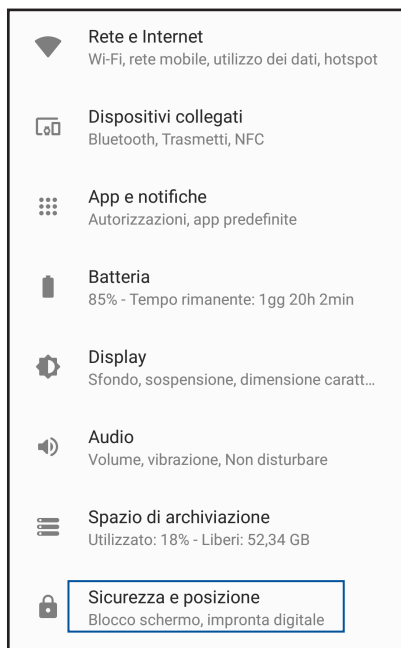 Rete e Internet
Wi-Fi, rete mobile, utilizzo dei dati, hotspot
Dispositivi collegati
Bluetooth, Trasmetti, NFC
App e notifiche
Autorizzazioni, app predefinite
Batteria
85% - Tempo rimanente: 1gg 20h 2min
Display
Sfondo, sospensione, dimensione caratt...
Audio
Volume, vibrazione, Non disturbare
Spazio di archiviazione
Utilizzato: 18% - Liberi: 52,34 GB
Sicurezza e posizione
Blocco schermo, impronta digitale